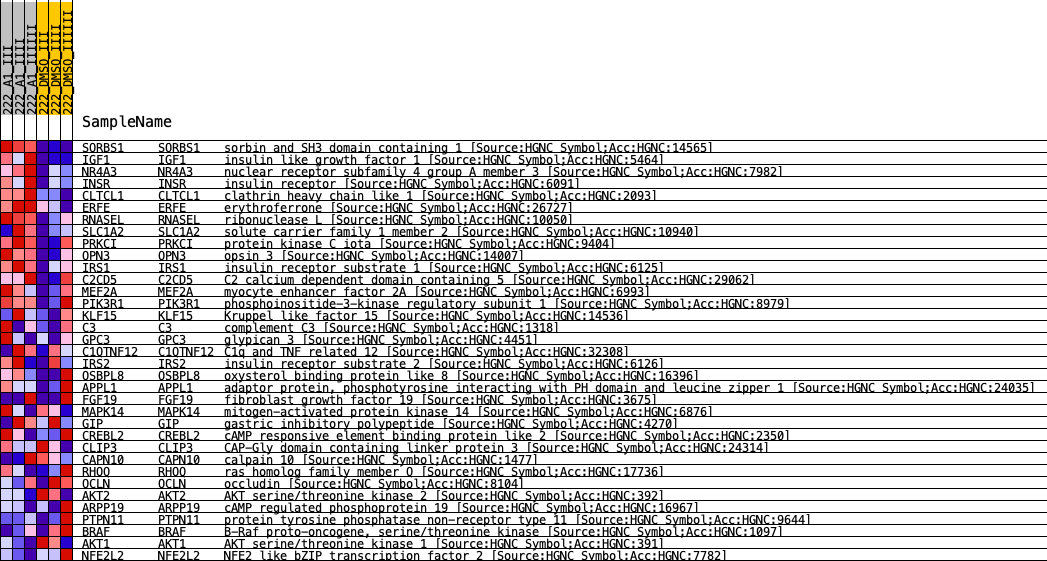 222_A1_III
222_A1_IIII
222_A1_IIIIII
222_DMSO_III
222_DMSO_IIII
222_DMSO_IIIIII
SampleName
SORBS1 SORBS1 sorbin and SH3 domain containing 1 [Source:HGNC Symbol;Acc:HGNC:14565]
IGF1 IGF1 insulin like growth factor 1 [Source:HGNC Symbol;Acc:HGNC:5464]
NR4A3 NR4A3 nuclear receptor subfamily 4 group A member 3 [Source:HGNC Symbol;Acc:HGNC:7982]
INSR INSR insulin receptor [Source:HGNC Symbol;Acc:HGNC:6091]
CLTCL1 CLTCL1 clathrin heavy chain like 1 [Source:HGNC Symbol;Acc:HGNC:2093]
ERFE ERFE erythroferrone [Source:HGNC Symbol;Acc:HGNC:26727]
RNASEL RNASEL ribonuclease L [Source:HGNC Symbol;Acc:HGNC:10050]
SLC1A2 SLC1A2 solute carrier family 1 member 2 [Source:HGNC Symbol;Acc:HGNC:10940]
PRKCI PRKCI protein kinase C iota [Source:HGNC Symbol;Acc:HGNC:9404]
OPN3 OPN3 opsin 3 [Source:HGNC Symbol;Acc:HGNC:14007]
IRS1 IRS1 insulin receptor substrate 1 [Source:HGNC Symbol;Acc:HGNC:6125]
C2CD5 C2CD5 C2 calcium dependent domain containing 5 [Source:HGNC Symbol;Acc:HGNC:29062]
MEF2A MEF2A myocyte enhancer factor 2A [Source:HGNC Symbol;Acc:HGNC:6993]
PIK3R1 PIK3R1 phosphoinositide-3-kinase regulatory subunit 1 [Source:HGNC Symbol;Acc:HGNC:8979]
KLF15 KLF15 Kruppel like factor 15 [Source:HGNC Symbol;Acc:HGNC:14536]
C3 C3 complement C3 [Source:HGNC Symbol;Acc:HGNC:1318]
GPC3 GPC3 glypican 3 [Source:HGNC Symbol;Acc:HGNC:4451]
C1QTNF12 C1QTNF12 C1q and TNF related 12 [Source:HGNC Symbol;Acc:HGNC:32308]
IRS2 IRS2 insulin receptor substrate 2 [Source:HGNC Symbol;Acc:HGNC:6126]
OSBPL8 OSBPL8 oxysterol binding protein like 8 [Source:HGNC Symbol;Acc:HGNC:16396]
APPL1 APPL1 adaptor protein, phosphotyrosine interacting with PH domain and leucine zipper 1 [Source:HGNC Symbol;Acc:HGNC:24035]
FGF19 FGF19 fibroblast growth factor 19 [Source:HGNC Symbol;Acc:HGNC:3675]
MAPK14 MAPK14 mitogen-activated protein kinase 14 [Source:HGNC Symbol;Acc:HGNC:6876]
GIP GIP gastric inhibitory polypeptide [Source:HGNC Symbol;Acc:HGNC:4270]
CREBL2 CREBL2 cAMP responsive element binding protein like 2 [Source:HGNC Symbol;Acc:HGNC:2350]
CLIP3 CLIP3 CAP-Gly domain containing linker protein 3 [Source:HGNC Symbol;Acc:HGNC:24314]
CAPN10 CAPN10 calpain 10 [Source:HGNC Symbol;Acc:HGNC:1477]
RHOQ RHOQ ras homolog family member Q [Source:HGNC Symbol;Acc:HGNC:17736]
OCLN OCLN occludin [Source:HGNC Symbol;Acc:HGNC:8104]
AKT2 AKT2 AKT serine/threonine kinase 2 [Source:HGNC Symbol;Acc:HGNC:392]
ARPP19 ARPP19 cAMP regulated phosphoprotein 19 [Source:HGNC Symbol;Acc:HGNC:16967]
PTPN11 PTPN11 protein tyrosine phosphatase non-receptor type 11 [Source:HGNC Symbol;Acc:HGNC:9644]
BRAF BRAF B-Raf proto-oncogene, serine/threonine kinase [Source:HGNC Symbol;Acc:HGNC:1097]
AKT1 AKT1 AKT serine/threonine kinase 1 [Source:HGNC Symbol;Acc:HGNC:391]
NFE2L2 NFE2L2 NFE2 like bZIP transcription factor 2 [Source:HGNC Symbol;Acc:HGNC:7782]